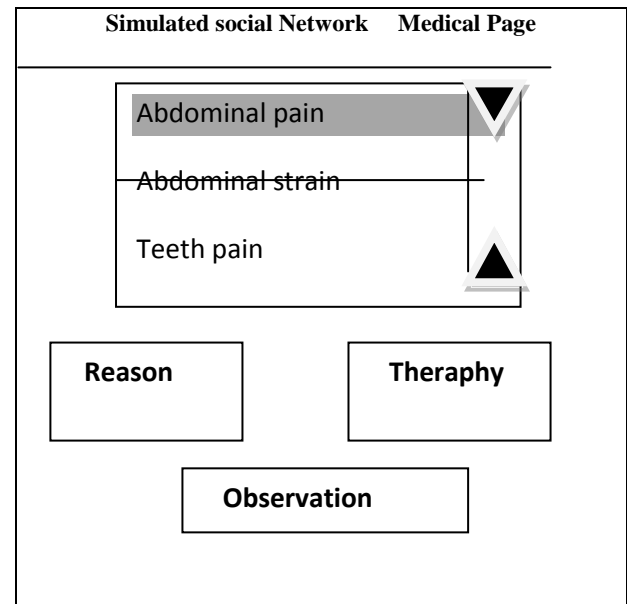 Simulated social Network Medical Page
Abdominal pain
Abdominal strain
Teeth pain
Reason
Theraphy
Observation